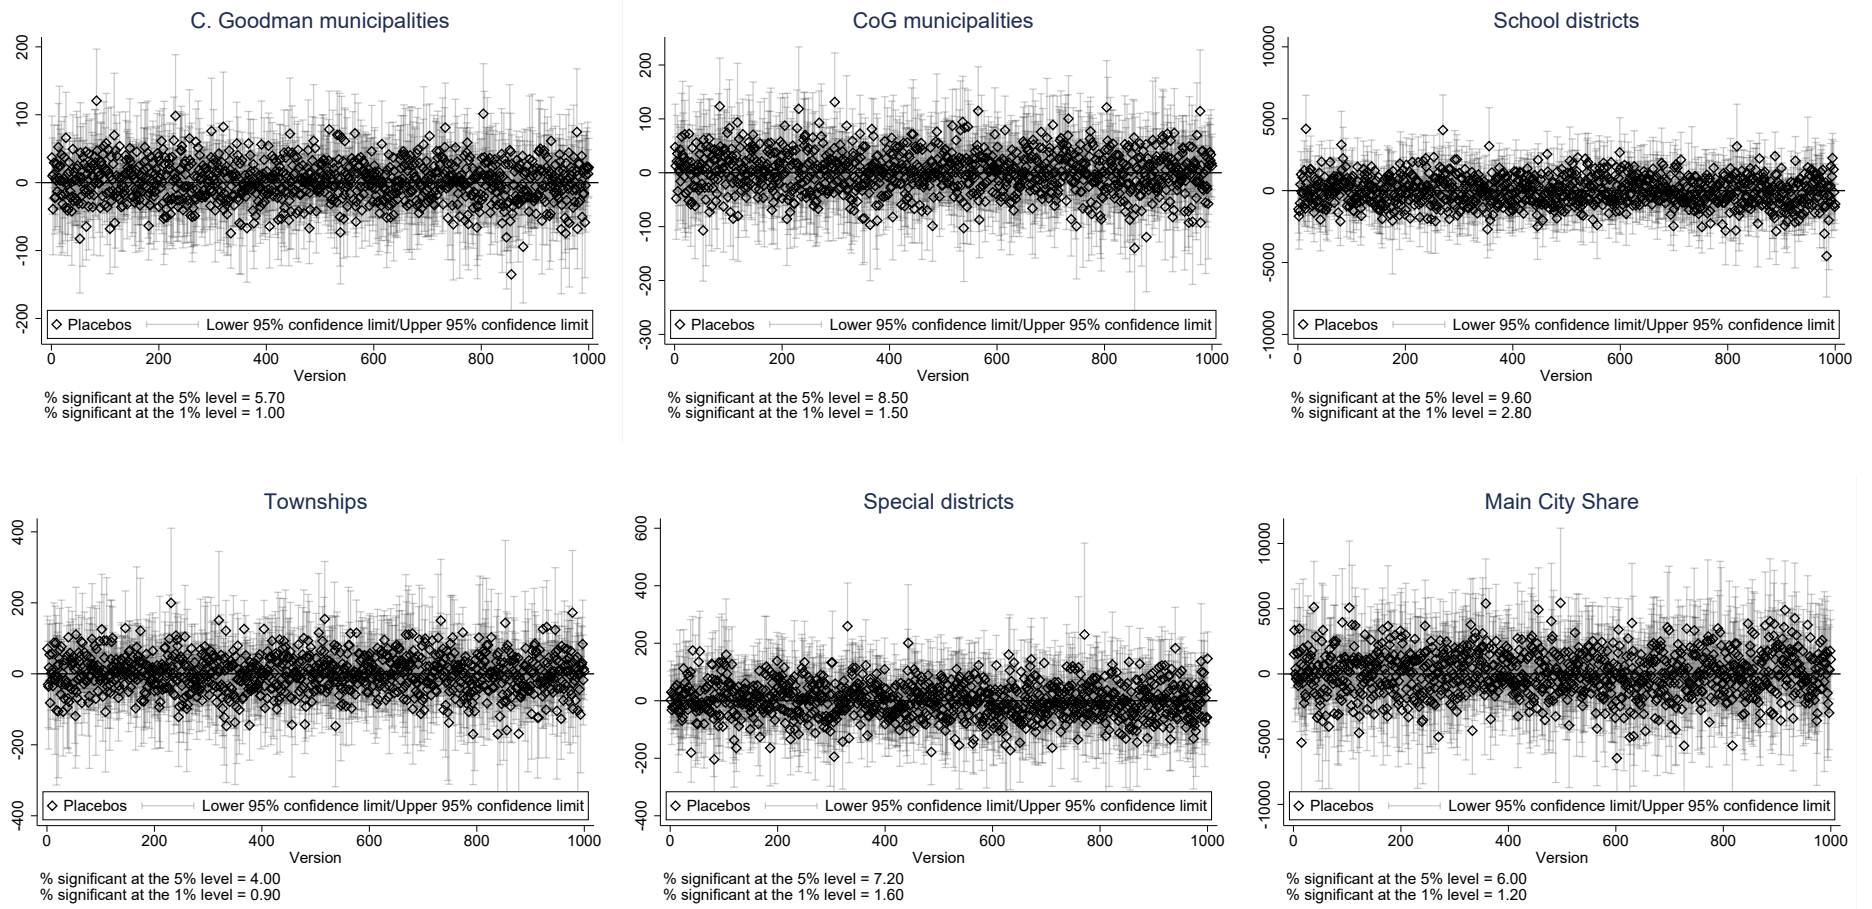 C. Goodman municipalities
200
100
0
-100
-200
Placebos
Lower 95% confidence limit/Upper 95% confidence limit
0 200 400 600 800 1000
Version
% significant at the 5% level = 5.70
% significant at the 1% level = 1.00
CoG municipalities
200
100
0
-100
-200
-300
Placebos
Lower 95% confidence limit/Upper 95% confidence limit
0 200 400 600 800 1000
Version
% significant at the 5% level = 8.50
% significant at the 1% level = 1.50
School districts
10000
5000
0
-5000
-10000
Placebos
Lower 95% confidence limit/Upper 95% confidence limit
0 200 400 600 800 1000
Version
% significant at the 5% level = 9.60
% significant at the 1% level = 2.80
Townships
400
200
0
-200
-400
Placebos
Lower 95% confidence limit/Upper 95% confidence limit
0 200 400 600 800 1000
Version
% significant at the 5% level = 4.00
% significant at the 1% level = 0.90
Special districts
600
400
200
0
-200
-400
Placebos
Lower 95% confidence limit/Upper 95% confidence limit
0 200 400 600 800 1000
Version
% significant at the 5% level = 7.20
% significant at the 1% level = 1.60
Main City Share
10000
5000
0
-5000
-10000
Placebos
Lower 95% confidence limit/Upper 95% confidence limit
0 200 400 600 800 1000
Version
% significant at the 5% level = 6.00
% significant at the 1% level = 1.20